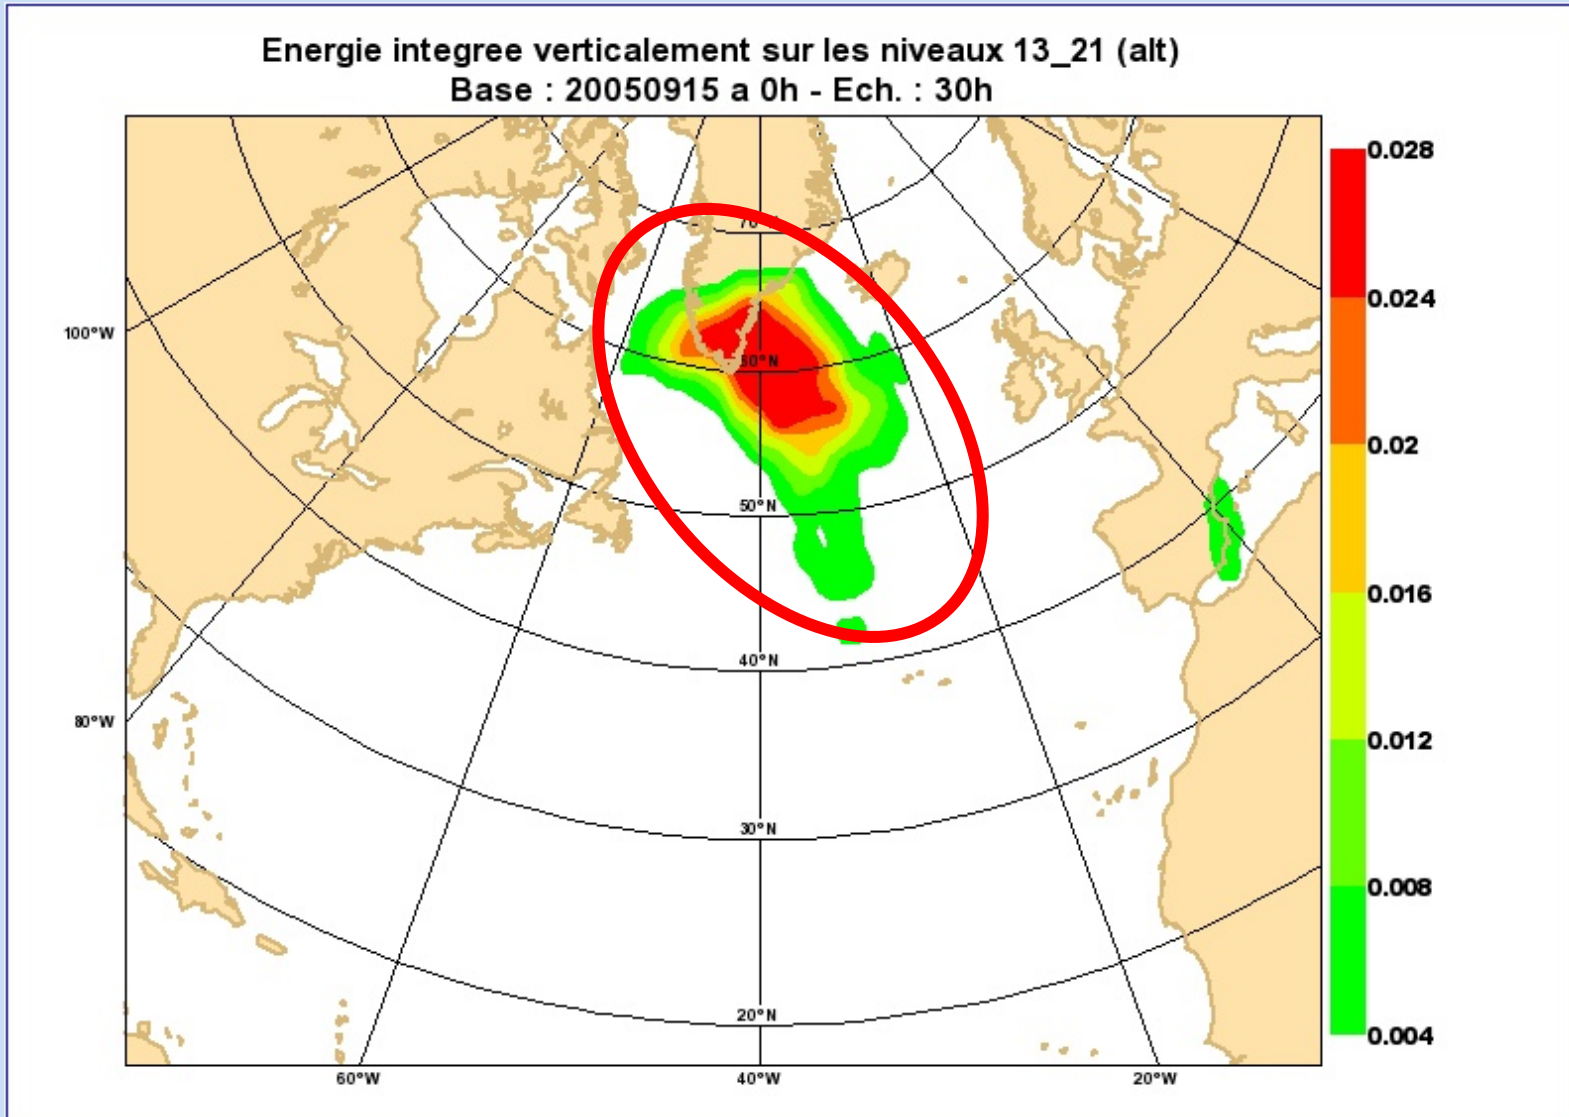 Energie integree verticalement sur les niveaux 13_21 (alt)
Base : 20050915 a 0h - Ech. : 30h
0.028
70°N
0.024
100°W
60°N
0.02
50°N
0.016
40°N
0.012
80°W
30°N
0.008
20°N
0.004
60°W
40°W
20°W